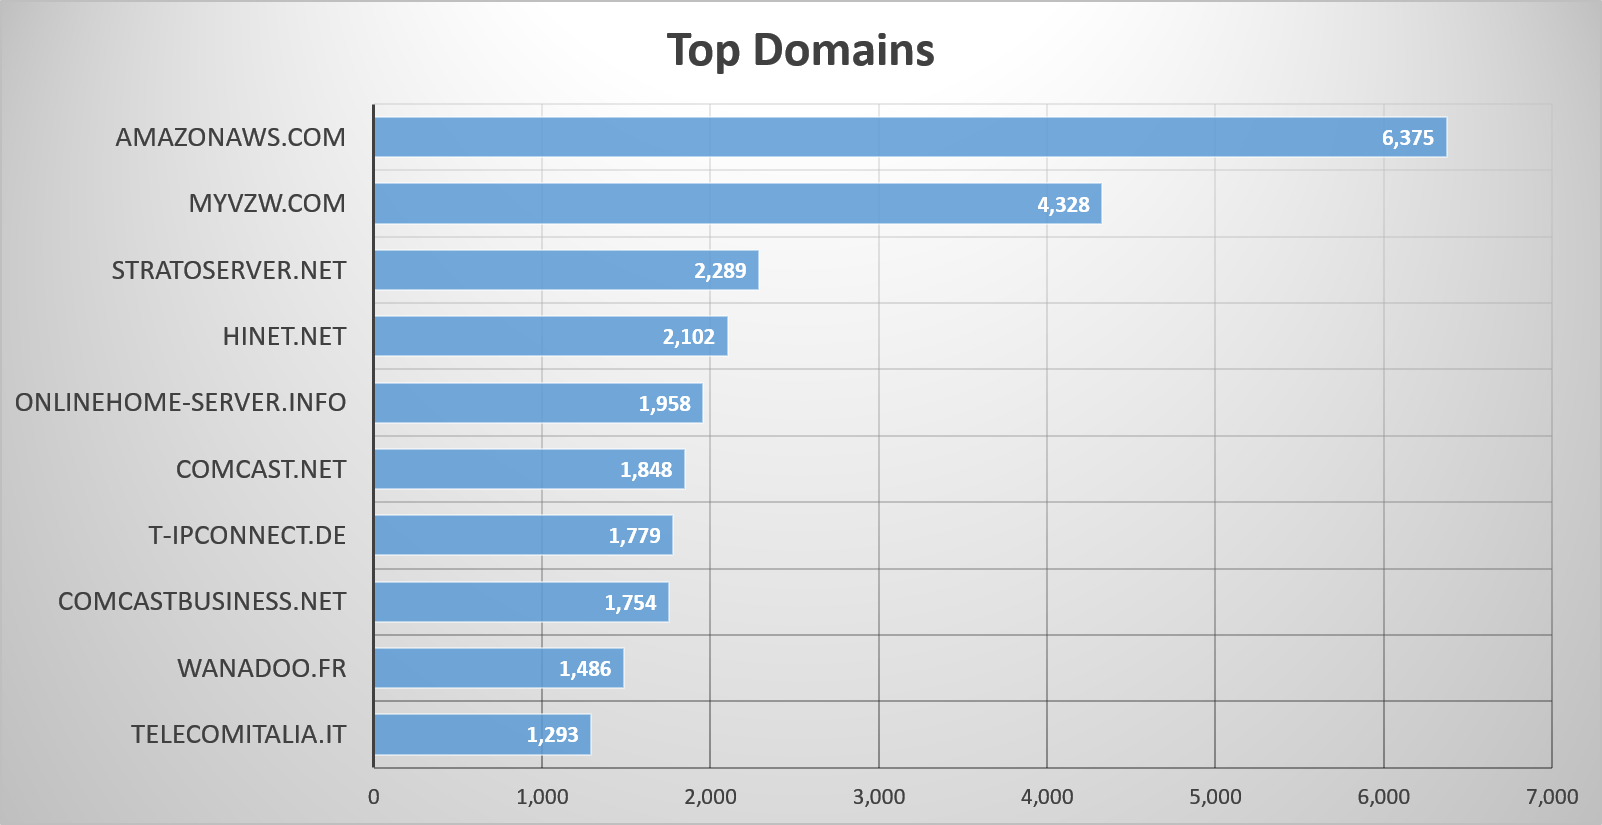 Top Domains
AMAZONAWS.COM 6,375
MYVZW.COM 4,328
STRATOSERVER.NET 2,289
HINET.NET 2,102
ONLINEHOME-SERVER.INFO 1,958
COMCAST.NET 1,848
T-IPCONNECT.DE 1,779
COMCASTBUSINESS.NET 1,754
WANADOO.FR 1,486
TELECOMITALIA.IT 1,293
0 1,000 2,000 3,000 4,000 5,000 6,000 7,000